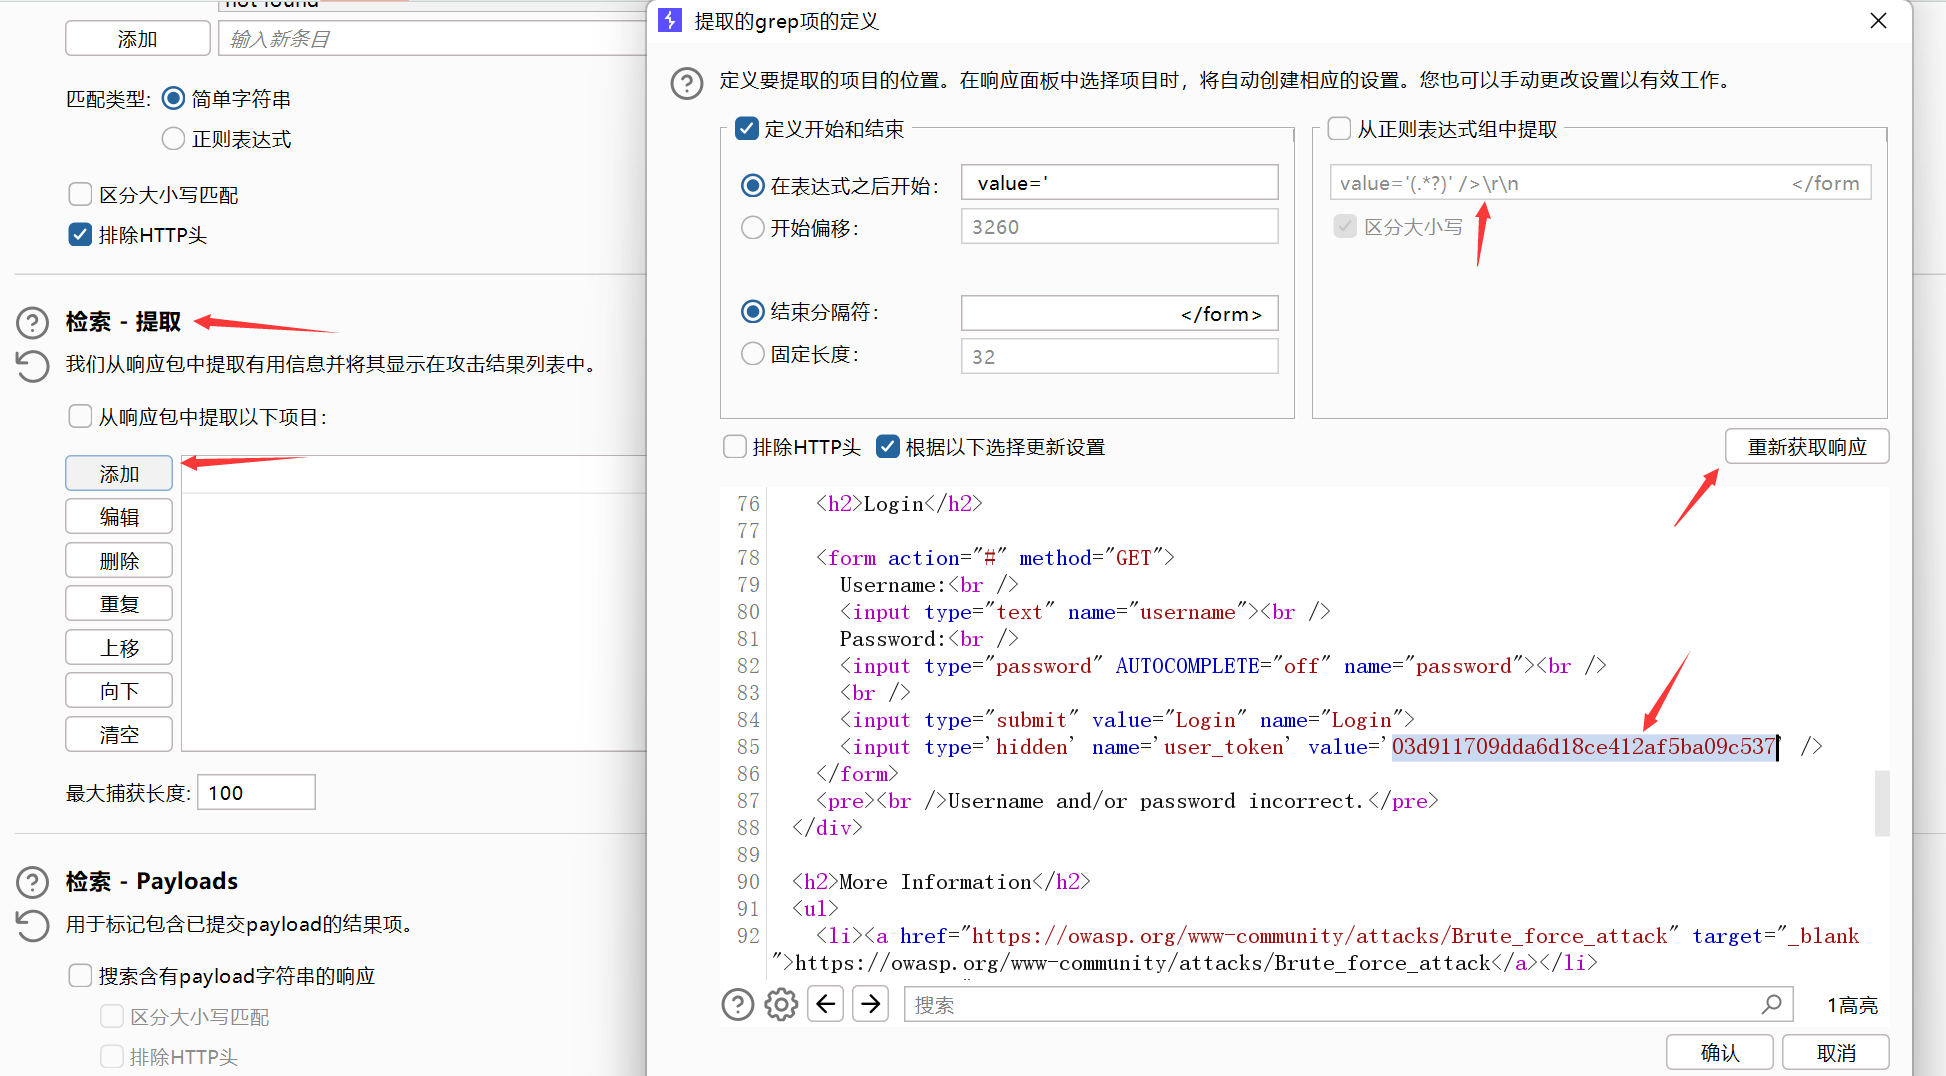 not found
添加
输入新条目
匹配类型:
简单字符串
正则表达式
区分大小写匹配
排除HTTP头
检索 - 提取
我们从响应包中提取有用信息并将其显示在攻击结果列表中。
从响应包中提取以下项目:
添加
编辑
删除
重复
上移
向下
清空
最大捕获长度: 100
检索 - Payloads
用于标记包含已提交payload的结果项。
搜索含有payload字符串的响应
区分大小写匹配
排除HTTP头
提取的grep项的定义
定义要提取的项目的位置。在响应面板中选择项目时，将自动创建相应的设置。您也可以手动更改设置以有效工作。
定义开始和结束
在表达式之后开始: value='
开始偏移: 3260
结束分隔符: </form>
固定长度: 32
从正则表达式组中提取
value='(.*?)' />\r\n </form
区分大小写
排除HTTP头
根据以下选择更新设置
重新获取响应
76 <h2>Login</h2>
77
78 <form action="#" method="GET">
79 Username:<br />
80 <input type="text" name="username"><br />
81 Password:<br />
82 <input type="password" AUTOCOMPLETE="off" name="password"><br />
83 <br />
84 <input type="submit" value="Login" name="Login">
85 <input type='hidden' name='user_token' value='03d911709dda6d18ce412af5ba09c537' />
86 </form>
87 <pre><br />Username and/or password incorrect.</pre>
88 </div>
89
90 <h2>More Information</h2>
91 <ul>
92 <li><a href="https://owasp.org/www-community/attacks/Brute_force_attack" target="_blank
">https://owasp.org/www-community/attacks/Brute_force_attack</a></li>
搜索
1高亮
确认
取消